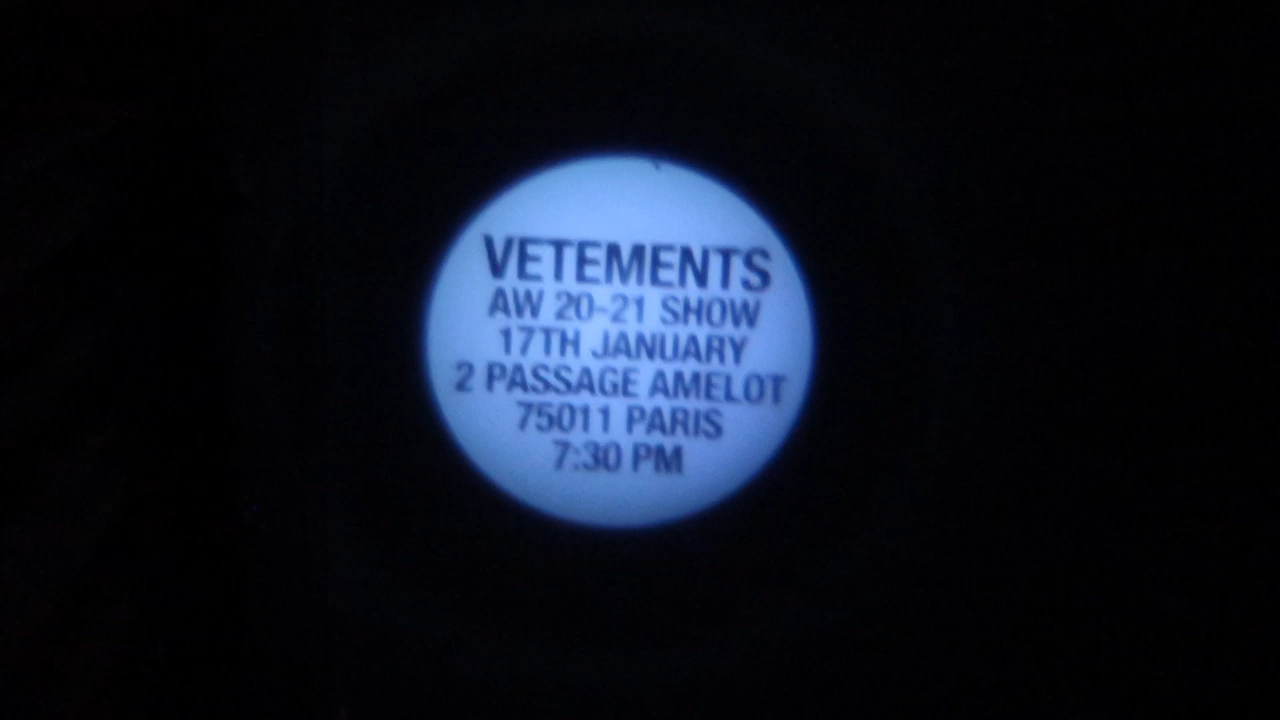 VETEMENTS
AW 20-21 SHOW
17TH JANUARY
2 PASSAGE AMELOT
75011 PARIS
7:30 PM